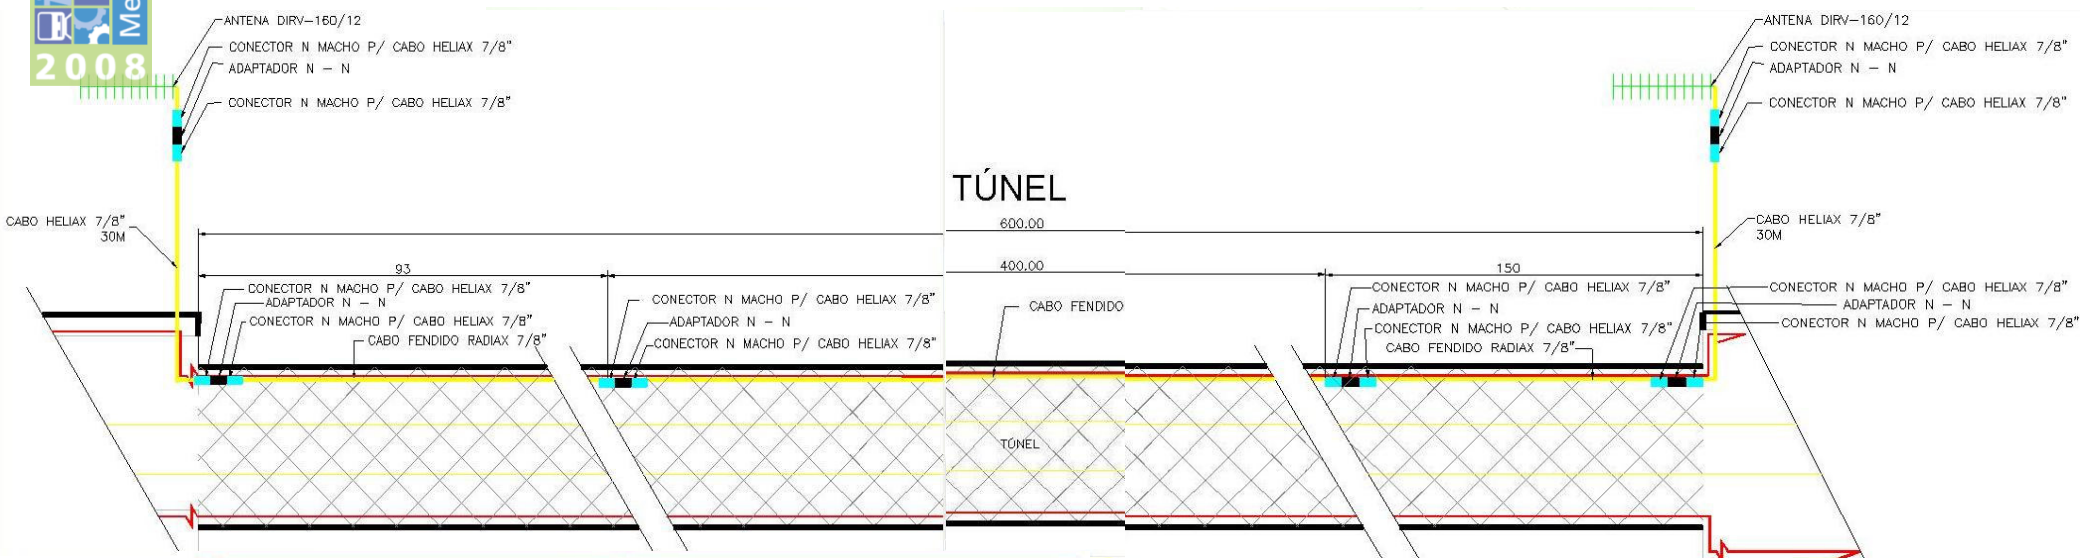 Me
2008
ANTENA DIRV-160/12
CONECTOR N MACHO P/ CABO HELIAX 7/8"
ADAPTADOR N - N
CONECTOR N MACHO P/ CABO HELIAX 7/8"
ANTENA DIRV-160/12
CONECTOR N MACHO P/ CABO HELIAX 7/8"
ADAPTADOR N - N
CONECTOR N MACHO P/ CABO HELIAX 7/8"
TÚNEL
CABO HELIAX 7/8"
30M
600,00
CABO HELIAX 7/8"
30M
93
400,00
150
CONECTOR N MACHO P/ CABO HELIAX 7/8"
ADAPTADOR N - N
CONECTOR N MACHO P/ CABO HELIAX 7/8"
CABO FENDIDO RADIAX 7/8"
CONECTOR N MACHO P/ CABO HELIAX 7/8"
ADAPTADOR N - N
CONECTOR N MACHO P/ CABO HELIAX 7/8"
CABO FENDIDO
CONECTOR N MACHO P/ CABO HELIAX 7/8"
ADAPTADOR N - N
CONECTOR N MACHO P/ CABO HELIAX 7/8"
CABO FENDIDO RADIAX 7/8"
CONECTOR N MACHO P/ CABO HELIAX 7/8"
ADAPTADOR N - N
CONECTOR N MACHO P/ CABO HELIAX 7/8"
TÚNEL